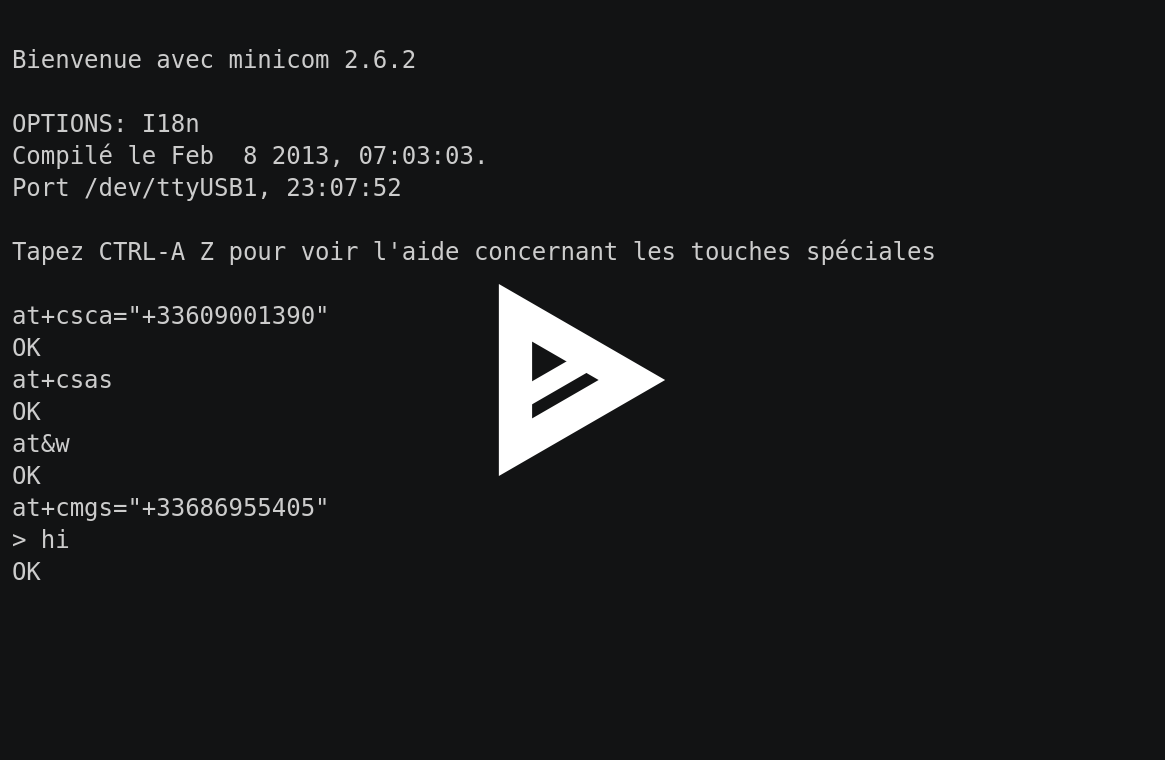 Bienvenue avec minicom 2.6.2
OPTIONS: I18n
Compilé le Feb  8 2013, 07:03:03.
Port /dev/ttyUSB1, 23:07:52
Tapez CTRL-A Z pour voir l'aide concernant les touches spéciales
at+csca="+33609001390"
OK
at+csas
OK
at&w
OK
at+cmgs="+33686955405"
> hi
OK